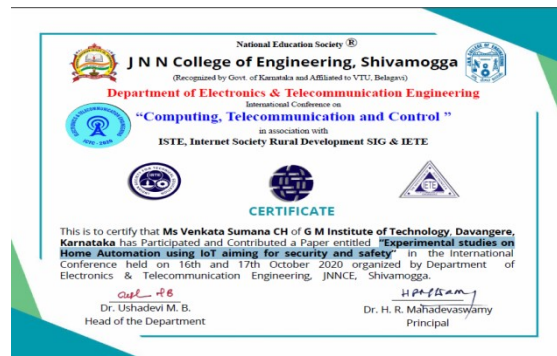 National Education Society ®
J N N College of Engineering, Shivamogga
(Recognized by Govt. of Karnataka and Affiliated to VTU, Belagavi)
Department of Electronics & Telecommunication Engineering
International Conference on
“Computing, Telecommunication and Control ”
in association with
ISTE, Internet Society Rural Development SIG & IETE
CERTIFICATE
This is to certify that Ms Venkata Sumana CH of G M Institute of Technology, Davangere,
Karnataka has Participated and Contributed a Paper entitled “Experimental studies on
Home Automation using IoT aiming for security and safety” in the International
Conference held on 16th and 17th October 2020 organized by Department of
Electronics & Telecommunication Engineering, JNNCE, Shivamogga.
Dr. Ushadevi M. B.
Head of the Department
Dr. H. R. Mahadevaswamy
Principal